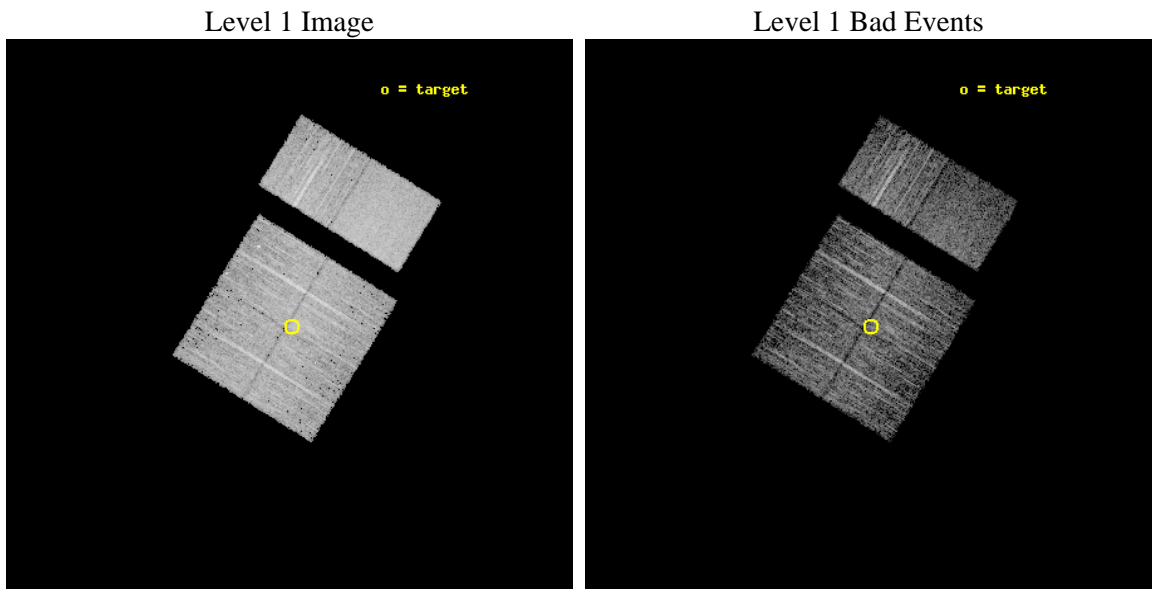 Level 1 Image
Level 1 Bad Events
o = target
o = target